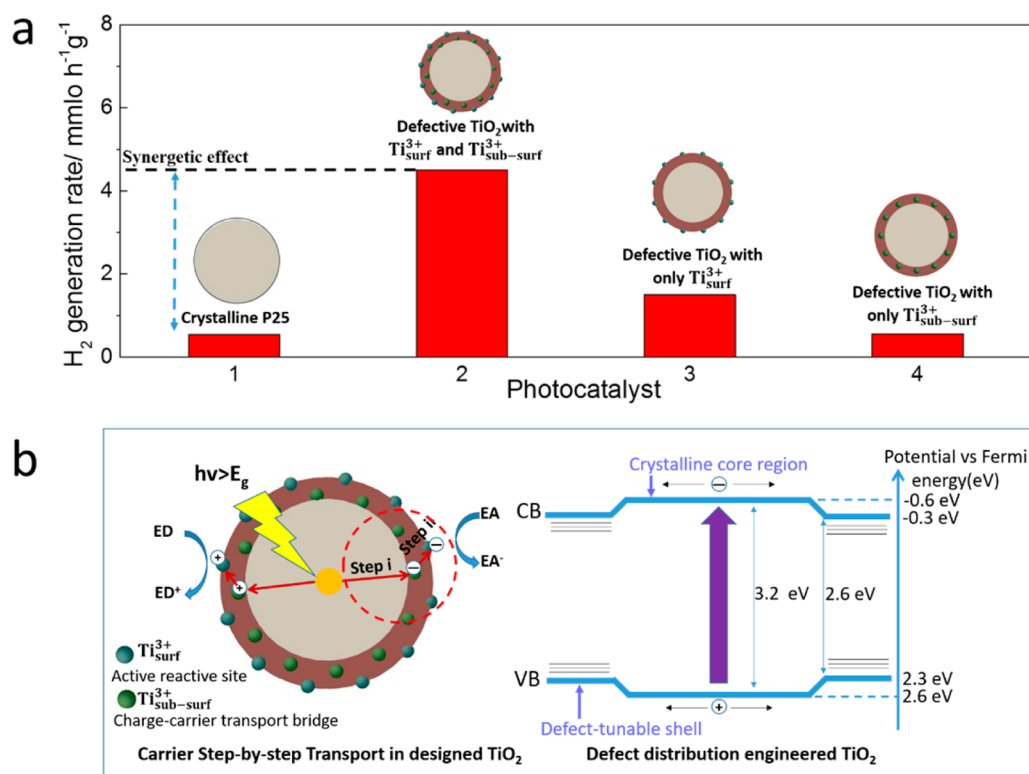 a
H₂ generation rate/ mmlo h⁻¹g⁻¹
8
6
4
2
0
Synergetic effect
Crystalline P25
Defective TiO₂ with
Ti³⁺surf and Ti³⁺sub−surf
Defective TiO₂ with
only Ti³⁺surf
Defective TiO₂ with
only Ti³⁺sub−surf
1
2
3
4
Photocatalyst
b
hv>Eg
ED
ED⁺
EA
EA⁻
Step i
Step ii
Ti³⁺surf
Active reactive site
Ti³⁺sub−surf
Charge-carrier transport bridge
Carrier Step-by-step Transport in designed TiO₂
Crystalline core region
Potential vs Fermi
energy(eV)
CB
-0.6 eV
-0.3 eV
3.2 eV
2.6 eV
VB
2.3 eV
2.6 eV
Defect-tunable shell
Defect distribution engineered TiO₂